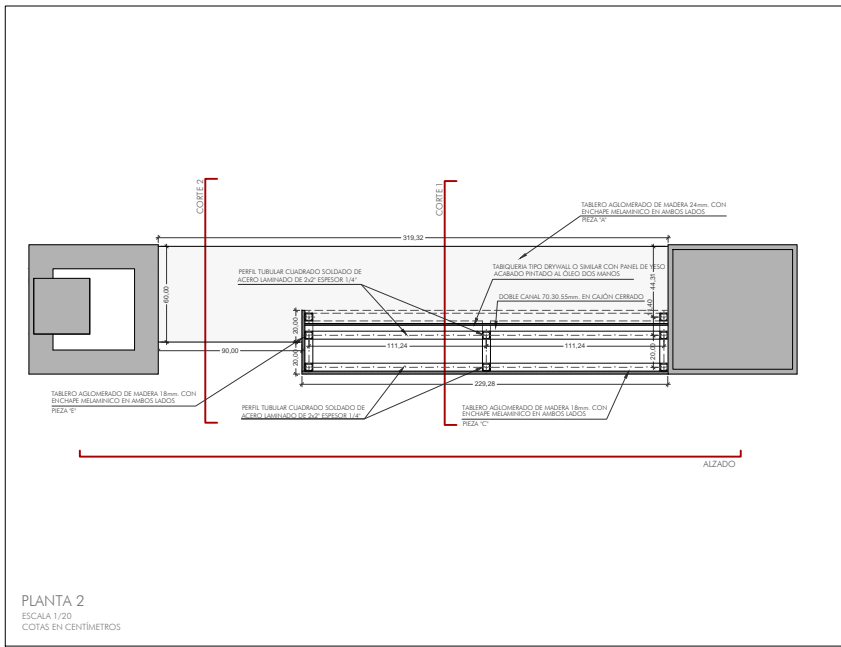 CORTE 2
CORTE 1
TABLERO AGLOMERADO DE MADERA 24mm. CON
ENCHAPE MELAMINICO EN AMBOS LADOS
PIEZA "A"
319,32
PERFIL TUBULAR CUADRADO SOLDADO DE
ACERO LAMINADO DE 2x2" ESPESOR 1/4"
TABIQUERIA TIPO DRYWALL O SIMILAR CON PANEL DE YESO
ACABADO PINTADO AL ÓLEO DOS MANOS
DOBLE CANAL 70.30.55mm. EN CAJÓN CERRADO
60,00
44,31
20,00
20,00
20,00
90,00
111,24
111,24
229,28
TABLERO AGLOMERADO DE MADERA 18mm. CON
ENCHAPE MELAMINICO EN AMBOS LADOS
PIEZA "E"
PERFIL TUBULAR CUADRADO SOLDADO DE
ACERO LAMINADO DE 2x2" ESPESOR 1/4"
TABLERO AGLOMERADO DE MADERA 18mm. CON
ENCHAPE MELAMINICO EN AMBOS LADOS
PIEZA "C"
ALZADO
PLANTA 2
ESCALA 1/20
COTAS EN CENTÍMETROS